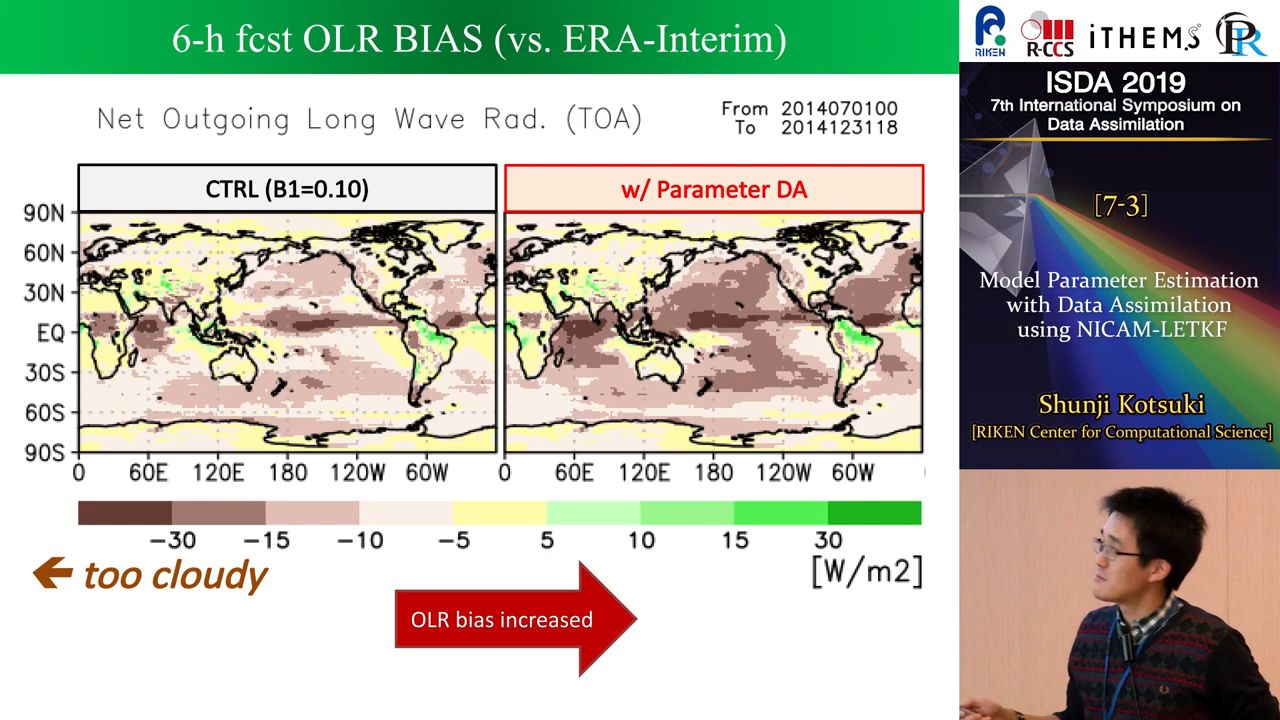 6-h fcst OLR BIAS (vs. ERA-Interim)
Net Outgoing Long Wave Rad. (TOA)
From 2014070100
To 2014123118
CTRL (B1=0.10)
w/ Parameter DA
90N
60N
30N
EQ
30S
60S
90S
0 60E 120E 180 120W 60W
0 60E 120E 180 120W 60W
-30 -15 -10 -5 5 10 15 30
← too cloudy
[W/m2]
OLR bias increased
RIKEN
R-CCS
iTHEMS
ISDA 2019
7th International Symposium on
Data Assimilation
[7-3]
Model Parameter Estimation
with Data Assimilation
using NICAM-LETKF
Shunji Kotsuki
[RIKEN Center for Computational Science]